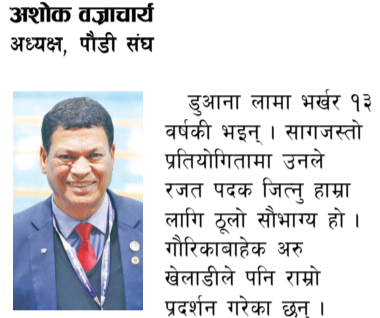 अशोक वज्राचार्य
अध्यक्ष, पौडी संघ
डुआना लामा भर्खर १३
वर्षकी भइन् । सागजस्तो
प्रतियोगितामा उनले
रजत पदक जित्नु हाम्रा
लागि ठूलो सौभाग्य हो ।
गौरिकाबाहेक अरु
खेलाडीले पनि राम्रो
प्रदर्शन गरेका छन् ।